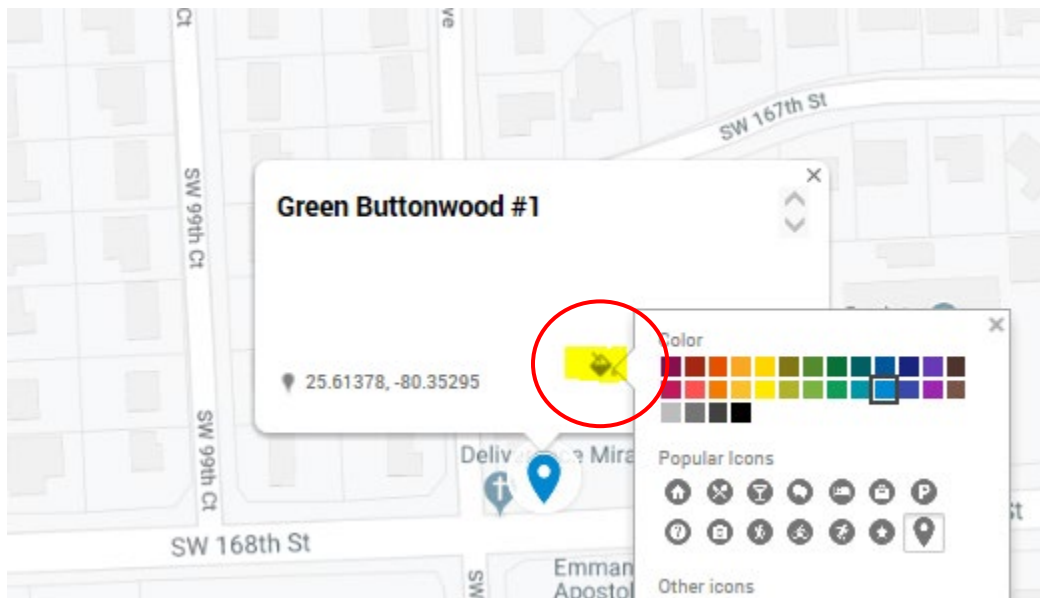 Ct
ve
SW 167th St
SW 99th Ct
Green Buttonwood #1
25.61378, -80.35295
Color
SW 99th Ct
Deliv
e Mira
Popular Icons
P
?
St
SW 168th St
SW
Emman
Apostol
Other icons